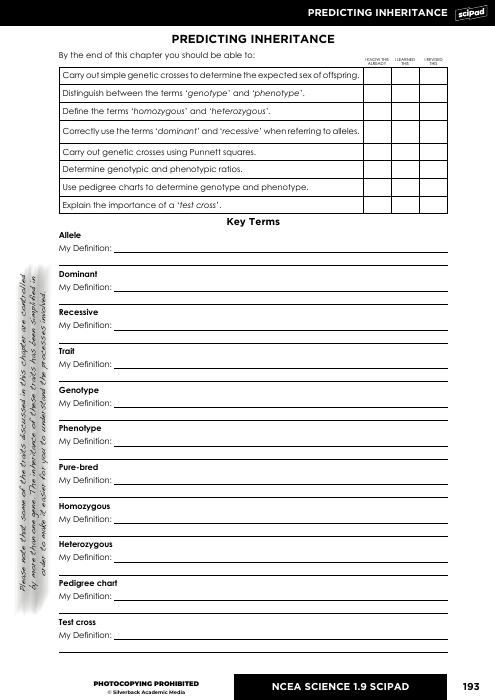 PREDICTING INHERITANCE scipad
PREDICTING INHERITANCE
By the end of this chapter you should be able to:
I KNOW THIS ALREADY
I LEARNED THIS
I REVISED THIS
Carry out simple genetic crosses to determine the expected sex of offspring.
Distinguish between the terms ‘genotype’ and ‘phenotype’.
Define the terms ‘homozygous’ and ‘heterozygous’.
Correctly use the terms ‘dominant’ and ‘recessive’ when referring to alleles.
Carry out genetic crosses using Punnett squares.
Determine genotypic and phenotypic ratios.
Use pedigree charts to determine genotype and phenotype.
Explain the importance of a ‘test cross’.
Key Terms
Allele
My Definition:
Dominant
My Definition:
Recessive
My Definition:
Trait
My Definition:
Genotype
My Definition:
Phenotype
My Definition:
Pure-bred
My Definition:
Homozygous
My Definition:
Heterozygous
My Definition:
Pedigree chart
My Definition:
Test cross
My Definition:
Please note that some of the traits discussed in this chapter are controlled
by more than one gene. The inheritance of these traits has been simplified in
order to make it easier for you to understand the processes involved.
PHOTOCOPYING PROHIBITED
© Silverback Academic Media
NCEA SCIENCE 1.9 SCIPAD
193